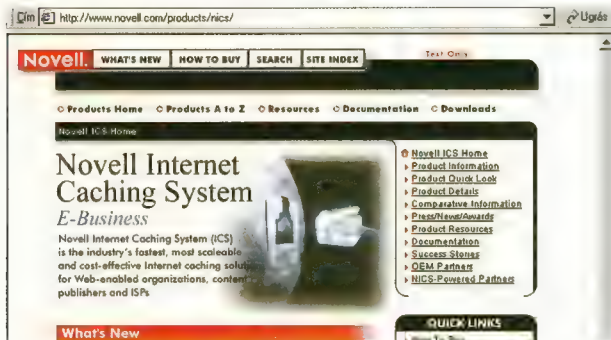 Cím http://www.novell.com/products/nics/ Ugrás
Novell. WHAT'S NEW HOW TO BUY SEARCH SITE INDEX Text Only
Products Home Products A to Z Resources Documentation Downloads
Novell ICS Home
Novell Internet
Caching System
E-Business
Novell Internet Caching System (ICS)
is the industry's fastest, most scaleable
and cost-effective Internet caching solution
for Web-enabled organizations, content
publishers and ISPs
Novell ICS Home
Product Information
Product Quick Look
Product Details
Comparative Information
Press/News/Awards
Product Resources
Documentation
Success Stories
OEM Partners
NICS-Powered Partners
What's New
QUICK LINKS